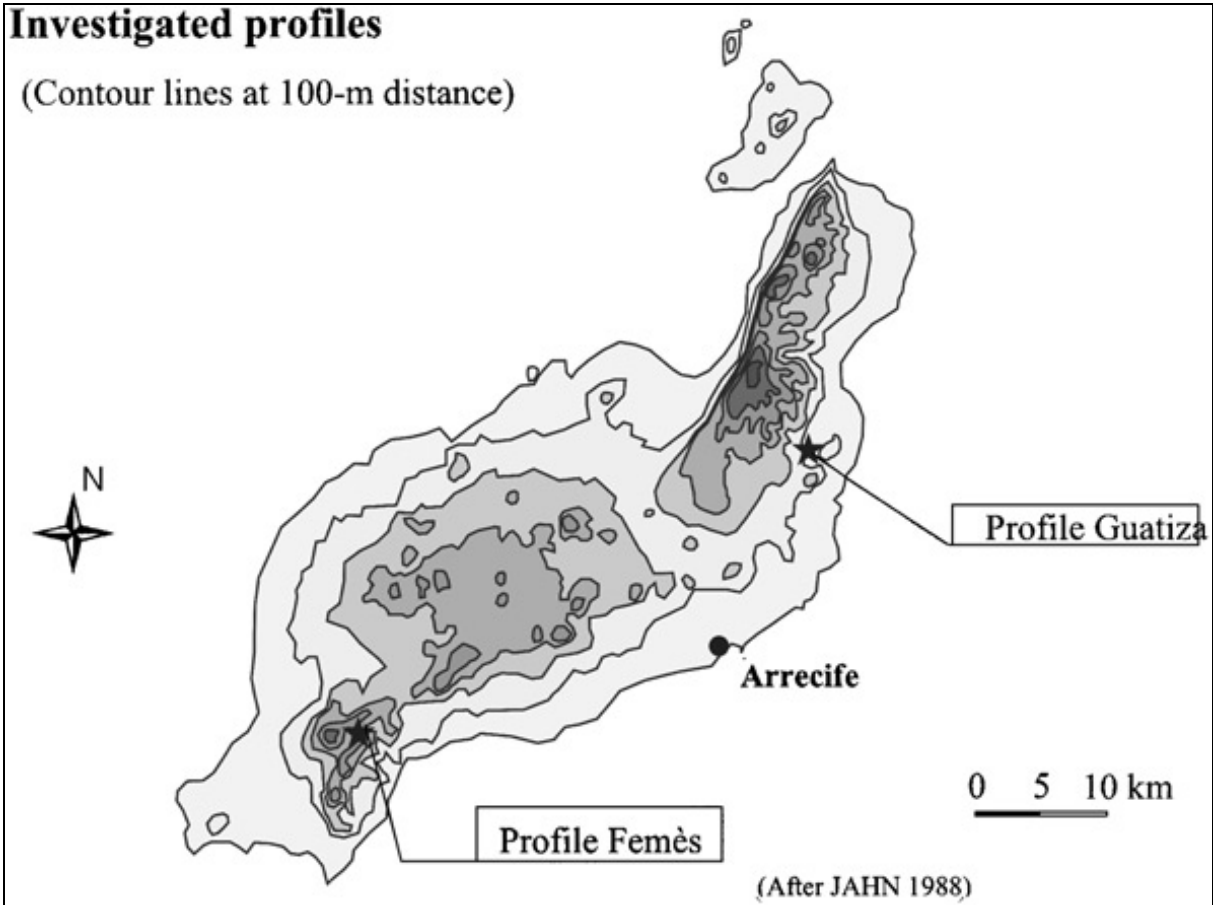 Investigated profiles
(Contour lines at 100-m distance)
N
Profile Guatiza
Arrecife
0 5 10 km
Profile Femès
(After JAHN 1988)